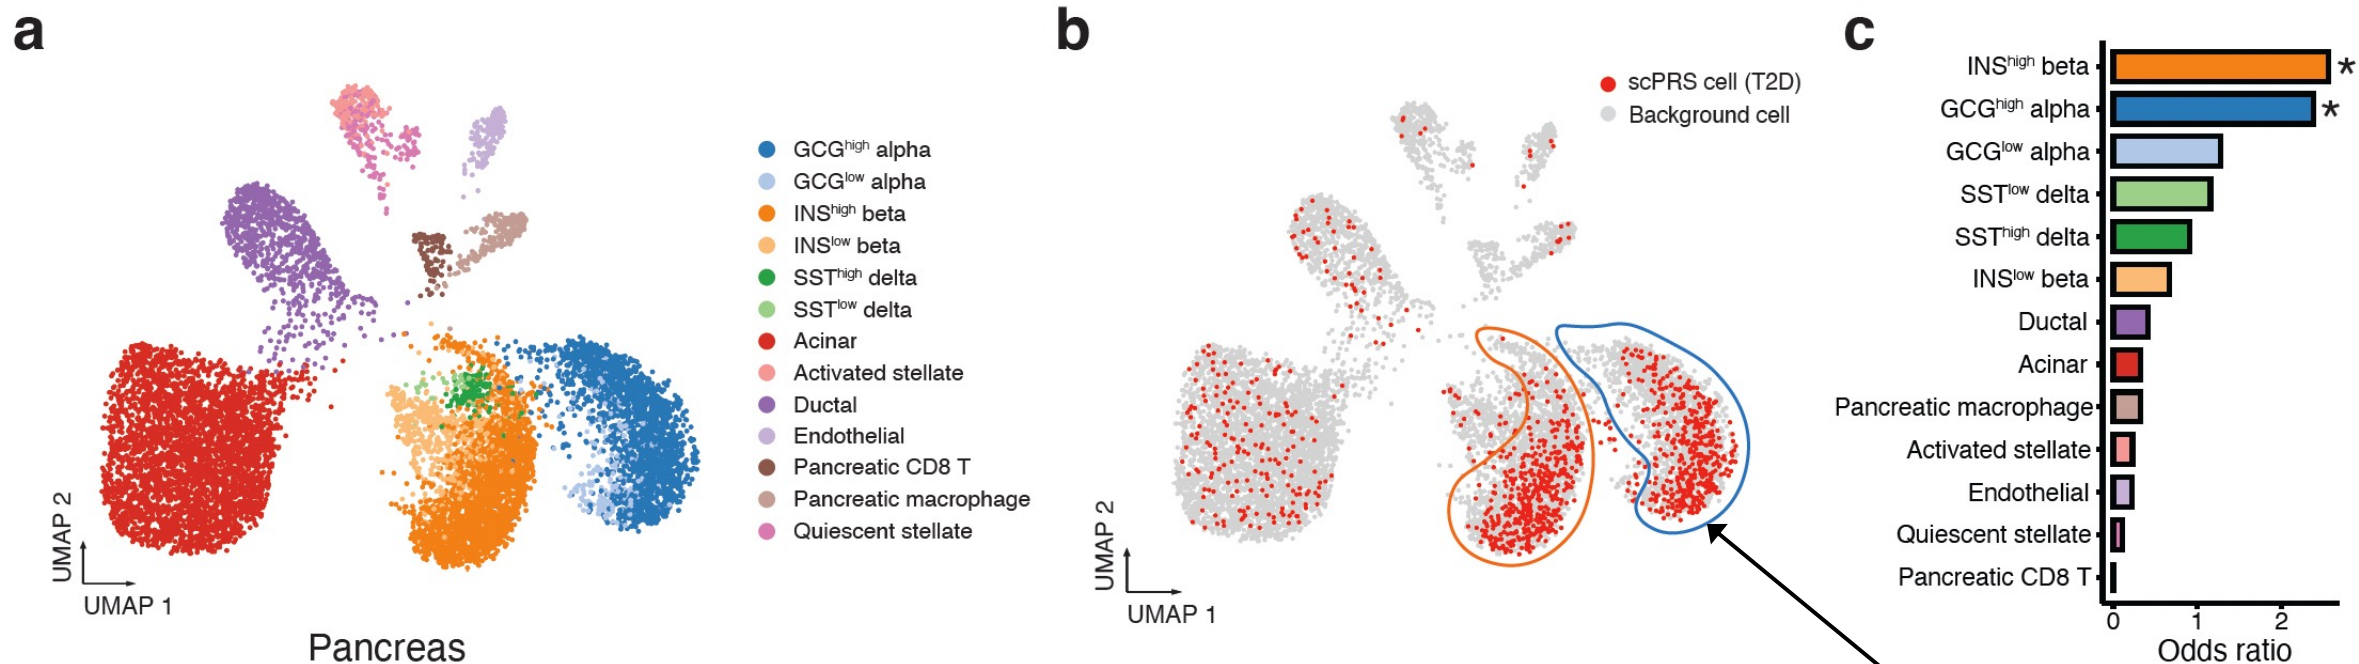 a
GCGʰⁱᵍʰ alpha
GCGˡᵒʷ alpha
INSʰⁱᵍʰ beta
INSˡᵒʷ beta
SSTʰⁱᵍʰ delta
SSTˡᵒʷ delta
Acinar
Activated stellate
Ductal
Endothelial
Pancreatic CD8 T
Pancreatic macrophage
Quiescent stellate
UMAP 2
UMAP 1
Pancreas
b
scPRS cell (T2D)
Background cell
UMAP 2
UMAP 1
c
INSʰⁱᵍʰ beta *
GCGʰⁱᵍʰ alpha *
GCGˡᵒʷ alpha
SSTˡᵒʷ delta
SSTʰⁱᵍʰ delta
INSˡᵒʷ beta
Ductal
Acinar
Pancreatic macrophage
Activated stellate
Endothelial
Quiescent stellate
Pancreatic CD8 T
0 1 2
Odds ratio